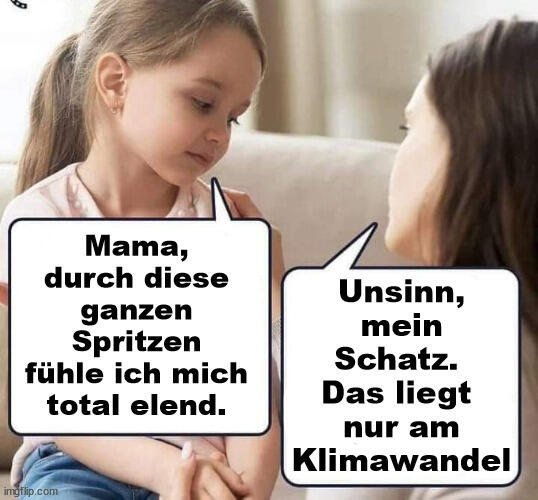 Mama,
durch diese
ganzen
Spritzen
fühle ich mich
total elend.
Unsinn,
mein
Schatz.
Das liegt
nur am
Klimawandel
imgflip.com